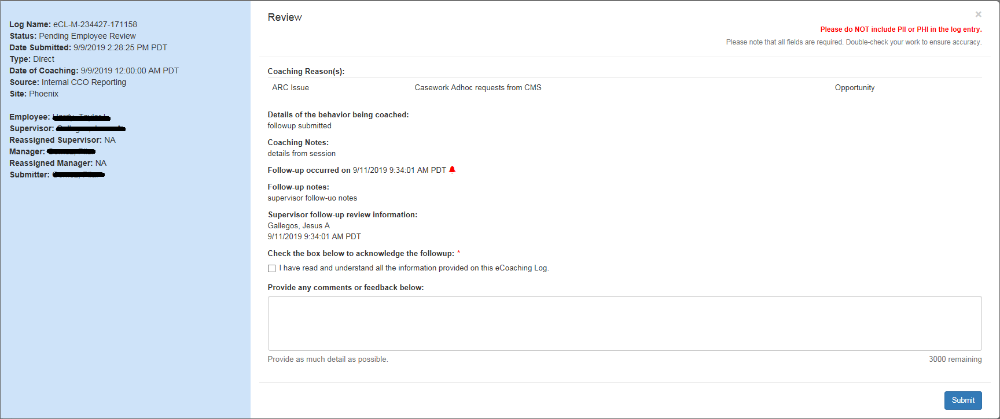 Log Name: eCL-M-234427-171158
Status: Pending Employee Review
Date Submitted: 9/9/2019 2:28:25 PM PDT
Type: Direct
Date of Coaching: 9/9/2019 12:00:00 AM PDT
Source: Internal CCO Reporting
Site: Phoenix
Employee:
Supervisor:
Reassigned Supervisor: NA
Manager:
Reassigned Manager: NA
Submitter:
Review
×
Please do NOT include PII or PHI in the log entry.
Please note that all fields are required. Double-check your work to ensure accuracy.
Coaching Reason(s):
ARC Issue Casework Adhoc requests from CMS Opportunity
Details of the behavior being coached:
followup submitted
Coaching Notes:
details from session
Follow-up occurred on 9/11/2019 9:34:01 AM PDT
Follow-up notes:
supervisor follow-uo notes
Supervisor follow-up review information:
Gallegos, Jesus A
9/11/2019 9:34:01 AM PDT
Check the box below to acknowledge the followup: *
I have read and understand all the information provided on this eCoaching Log.
Provide any comments or feedback below:
Provide as much detail as possible.
3000 remaining
Submit